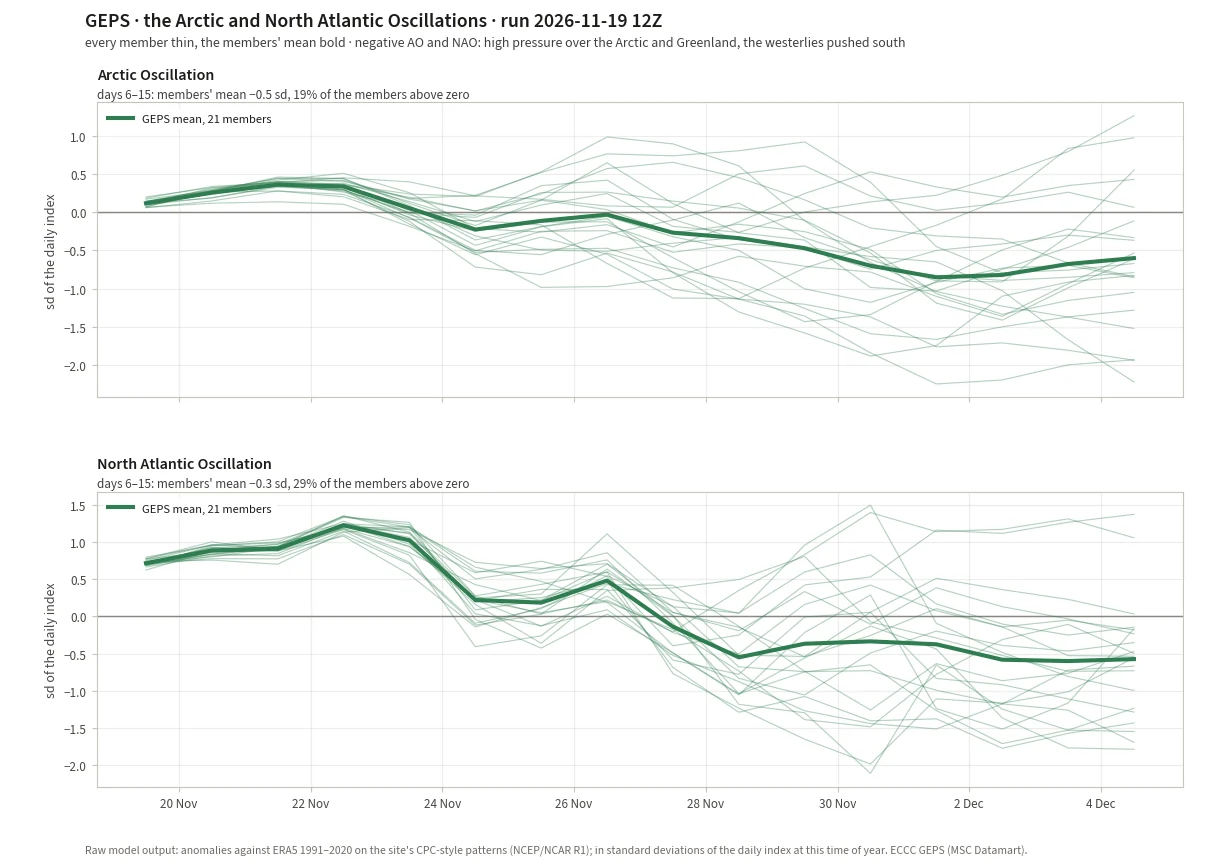 GEPS · the Arctic and North Atlantic Oscillations · run 2026-11-19 12Z
every member thin, the members' mean bold · negative AO and NAO: high pressure over the Arctic and Greenland, the westerlies pushed south
Arctic Oscillation
days 6–15: members' mean −0.5 sd, 19% of the members above zero
GEPS mean, 21 members
1.0
0.5
0.0
−0.5
−1.0
−1.5
−2.0
sd of the daily index
North Atlantic Oscillation
days 6–15: members' mean −0.3 sd, 29% of the members above zero
GEPS mean, 21 members
1.5
1.0
0.5
0.0
−0.5
−1.0
−1.5
−2.0
sd of the daily index
20 Nov 22 Nov 24 Nov 26 Nov 28 Nov 30 Nov 2 Dec 4 Dec
Raw model output: anomalies against ERA5 1991–2020 on the site's CPC-style patterns (NCEP/NCAR R1); in standard deviations of the daily index at this time of year. ECCC GEPS (MSC Datamart).